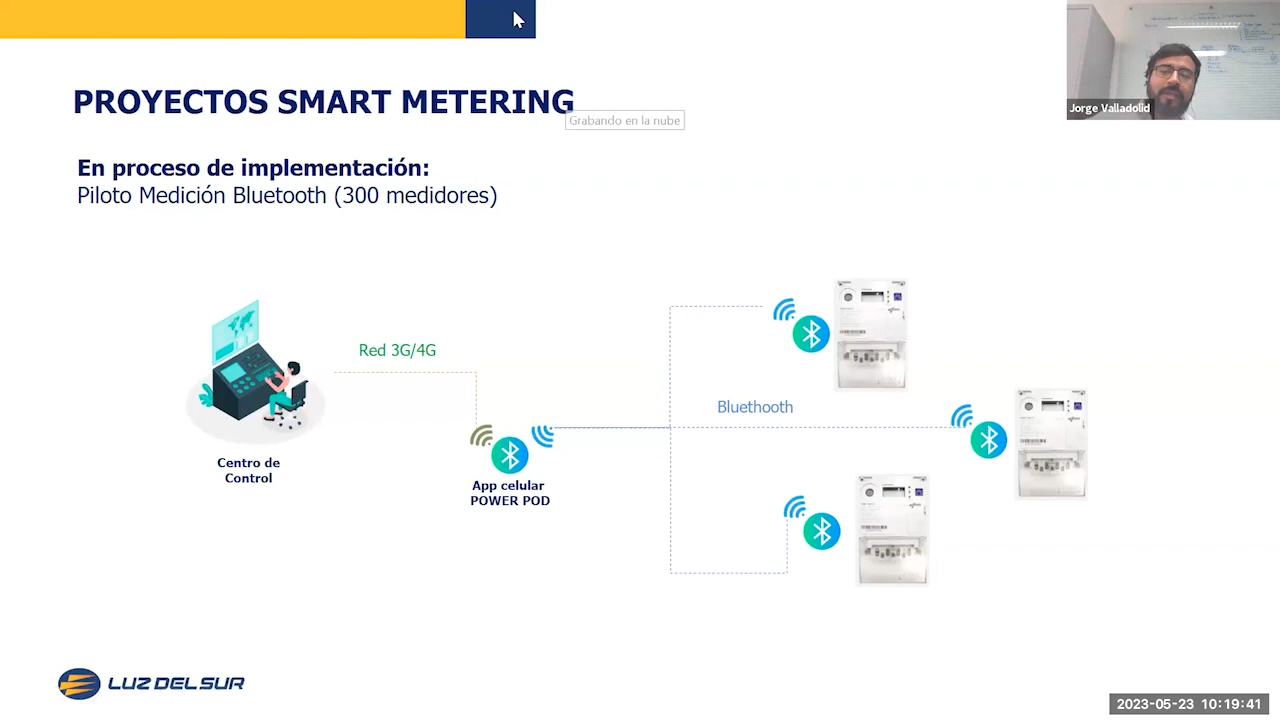 PROYECTOS SMART METERING
Grabando en la nube
Jorge Valladolid
En proceso de implementación:
Piloto Medición Bluetooth (300 medidores)
Red 3G/4G
Bluethooth
Centro de
Control
App celular
POWER POD
LUZ DEL SUR
2023-05-23 10:19:41